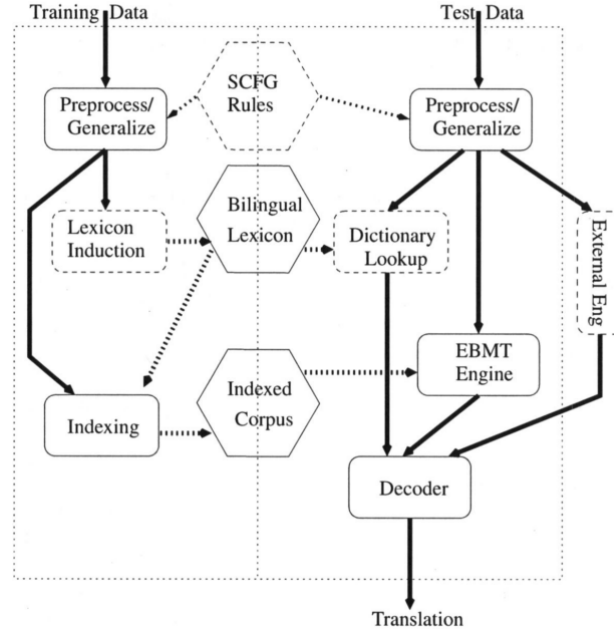 Training Data
Test Data
Preprocess/
Generalize
SCFG
Rules
Preprocess/
Generalize
Lexicon
Induction
Bilingual
Lexicon
Dictionary
Lookup
External Eng
EBMT
Engine
Indexing
Indexed
Corpus
Decoder
Translation